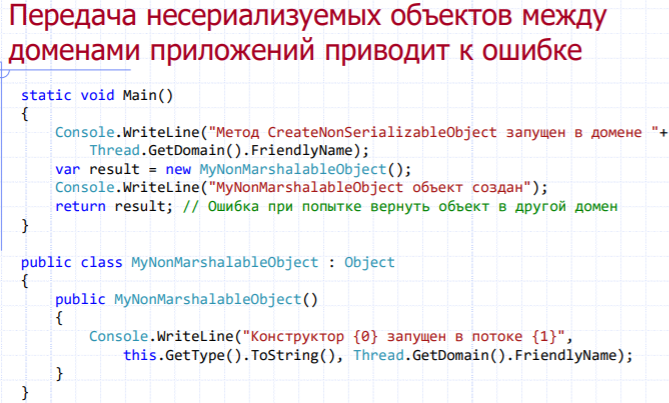 Передача несериализуемых объектов между
доменами приложений приводит к ошибке
static void Main()
{
Console.WriteLine("Метод CreateNonSerializableObject запущен в домене "+
Thread.GetDomain().FriendlyName);
var result = new MyNonMarshalableObject();
Console.WriteLine("MyNonMarshalableObject объект создан");
return result; // Ошибка при попытке вернуть объект в другой домен
}
public class MyNonMarshalableObject : Object
{
public MyNonMarshalableObject()
{
Console.WriteLine("Конструктор {0} запущен в потоке {1}",
this.GetType().ToString(), Thread.GetDomain().FriendlyName);
}
}